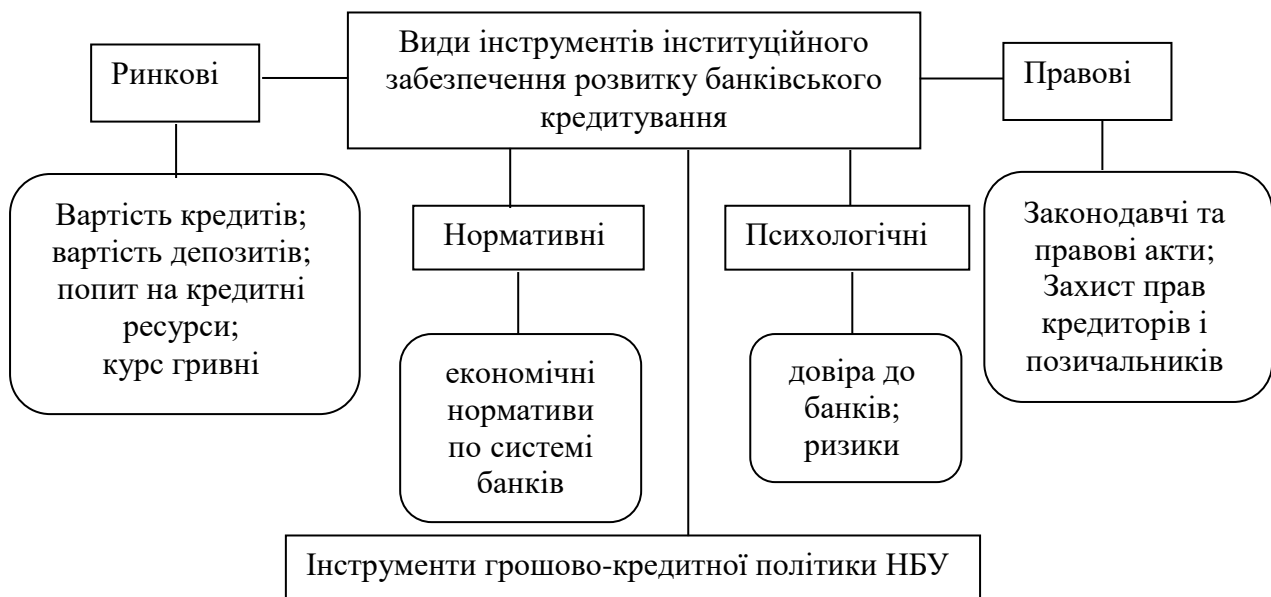 Види інструментів інституційного
забезпечення розвитку банківського
кредитування
Ринкові
Правові
Вартість кредитів;
вартість депозитів;
попит на кредитні
ресурси;
курс гривні
Нормативні
Психологічні
Законодавчі та
правові акти;
Захист прав
кредиторів і
позичальників
економічні
нормативи
по системі
банків
довіра до
банків;
ризики
Інструменти грошово-кредитної політики НБУ